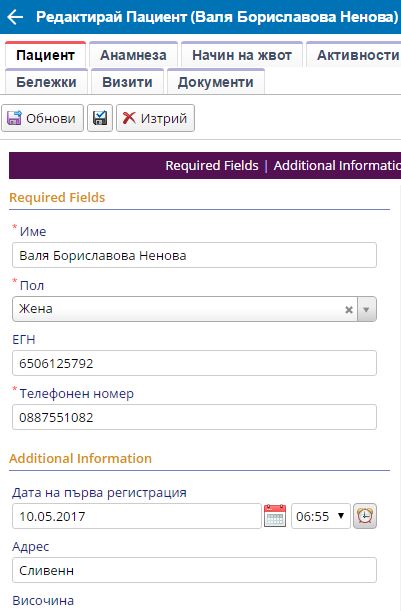 Редактирай Пациент (Валя Бориславова Ненова)
Пациент Анамнеза Начин на жвот Активности
Бележки Визити Документи
Обнови Изтрий
Required Fields | Additional Informatio
Required Fields
* Име
Валя Бориславова Ненова
* Пол
Жена
ЕГН
6506125792
* Телефонен номер
0887551082
Additional Information
Дата на първа регистрация
10.05.2017 06:55
Адрес
Сливенн
Височина